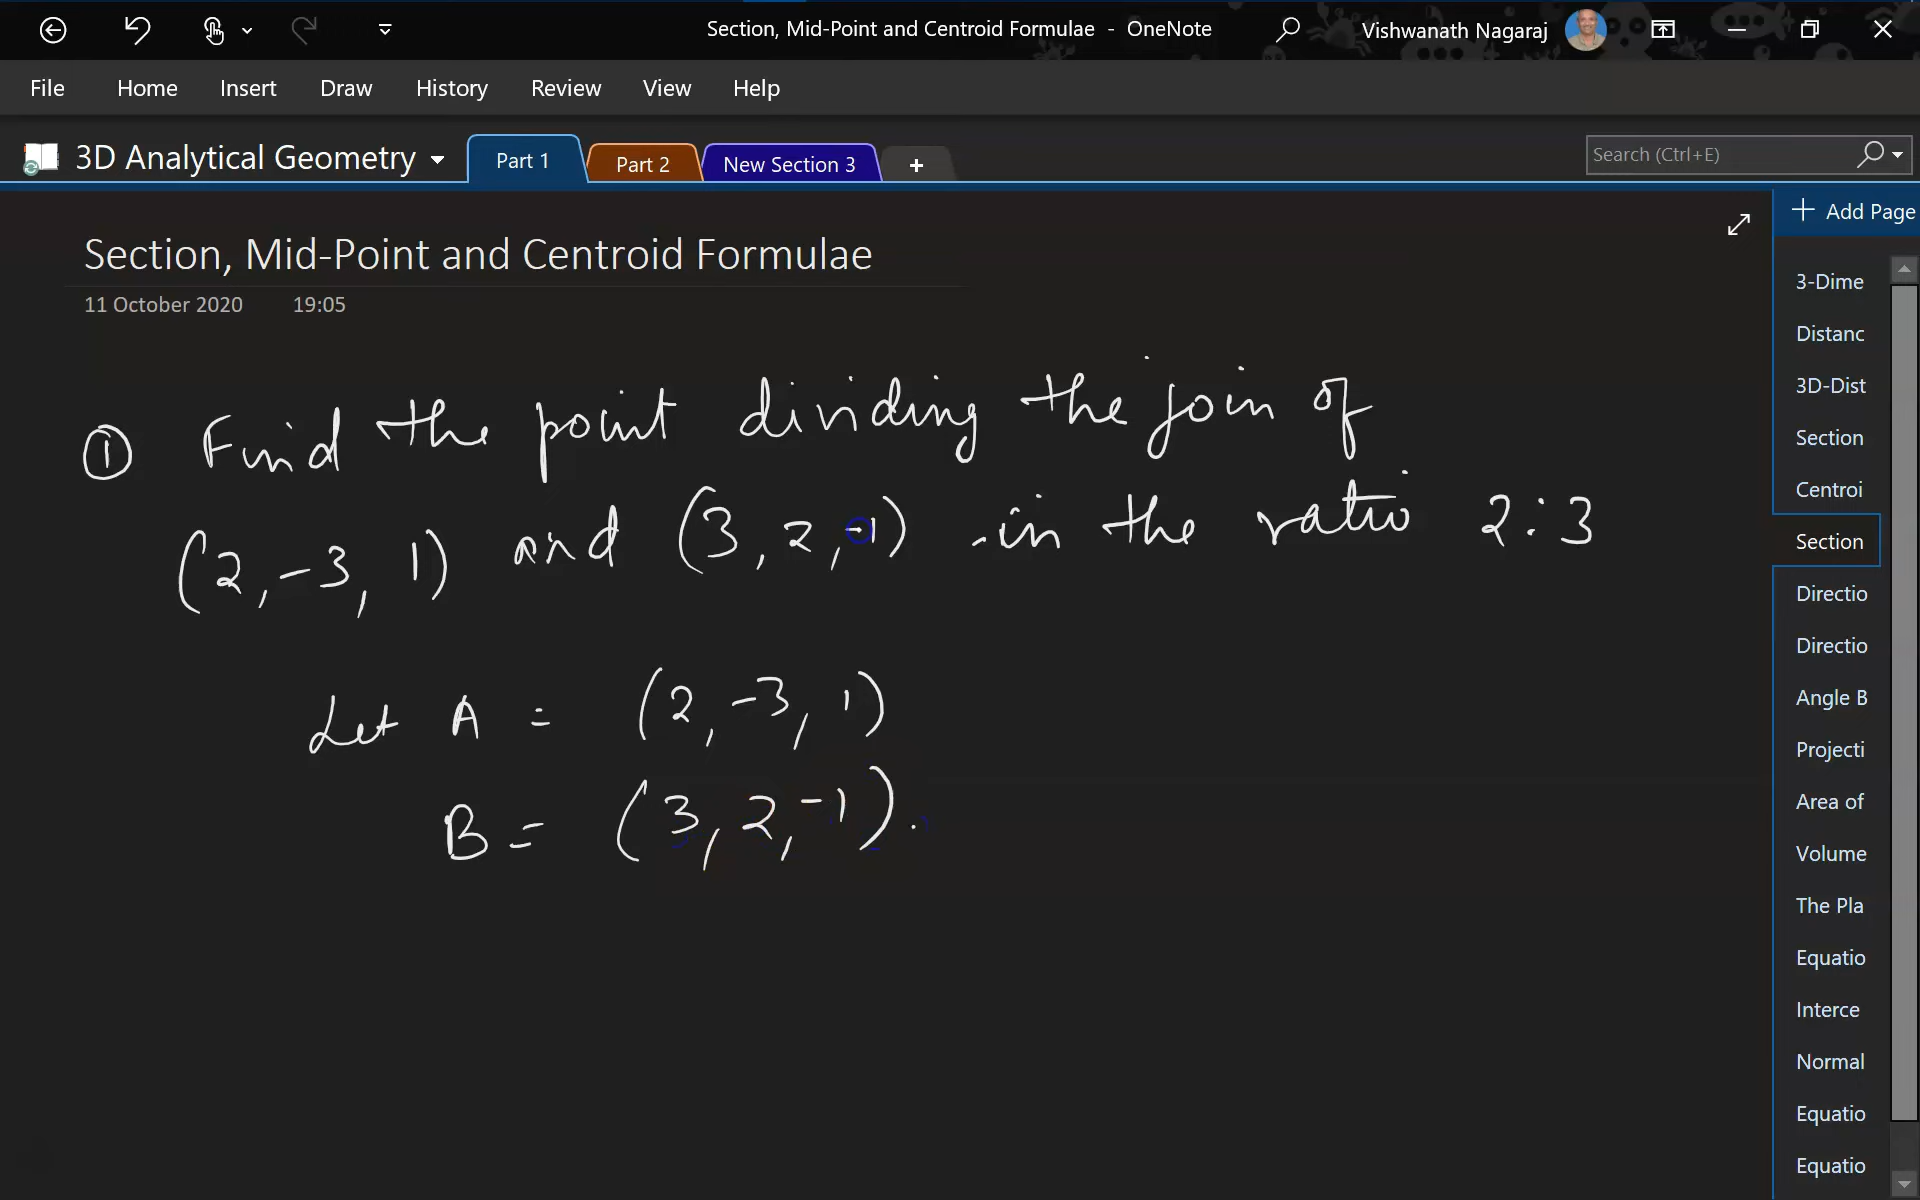 Section, Mid-Point and Centroid Formulae - OneNote
Vishwanath Nagaraj
File Home Insert Draw History Review View Help
3D Analytical Geometry Part 1 Part 2 New Section 3 +
Search (Ctrl+E)
Add Page
Section, Mid-Point and Centroid Formulae
11 October 2020 19:05
① Find the point dividing the join of
(2, -3, 1) and (3, 2, -1) in the ratio 2:3
Let A = (2, -3, 1)
B = (3, 2, -1).
3-Dime
Distanc
3D-Dist
Section
Centroi
Section
Directio
Directio
Angle B
Projecti
Area of
Volume
The Pla
Equatio
Interce
Normal
Equatio
Equatio